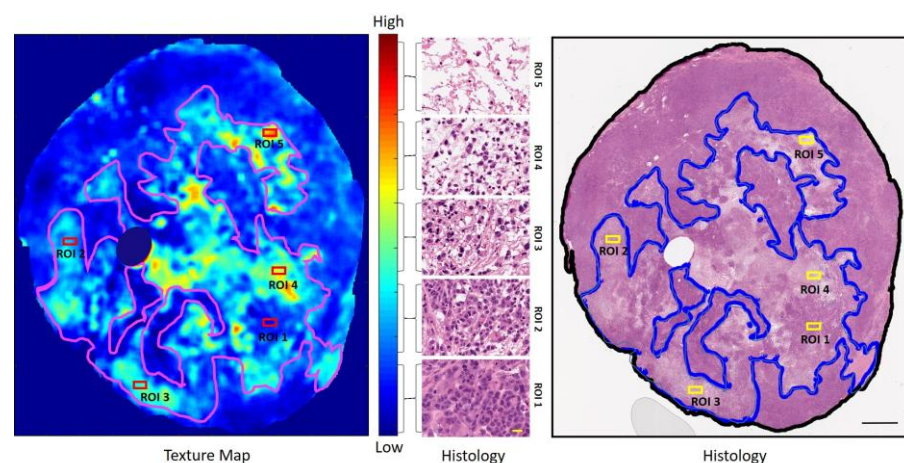 High
ROI 5
ROI 5
ROI 5
ROI 4
ROI 3
ROI 2
ROI 2
ROI 4
ROI 4
ROI 1
ROI 2
ROI 1
ROI 3
ROI 3
ROI 1
Low
Texture Map
Histology
Histology